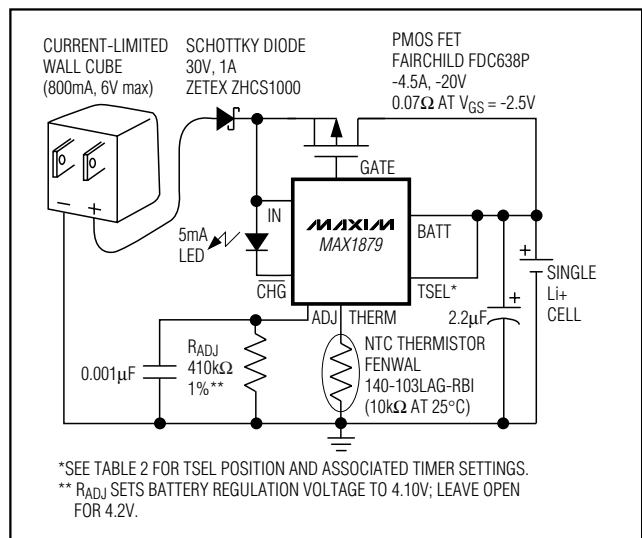 CURRENT-LIMITED
WALL CUBE
(800mA, 6V max)
SCHOTTKY DIODE
30V, 1A
ZETEX ZHCS1000
PMOS FET
FAIRCHILD FDC638P
-4.5A, -20V
0.07Ω AT VGS = -2.5V
GATE
IN
MAXIM
MAX1879
BATT
5mA
LED
CHG
TSEL*
SINGLE
Li+
CELL
ADJ
THERM
2.2µF
0.001µF
RADJ
410kΩ
1%**
NTC THERMISTOR
FENWAL
140-103LAG-RBI
(10kΩ AT 25°C)
*SEE TABLE 2 FOR TSEL POSITION AND ASSOCIATED TIMER SETTINGS.
** RADJ SETS BATTERY REGULATION VOLTAGE TO 4.10V; LEAVE OPEN
FOR 4.2V.